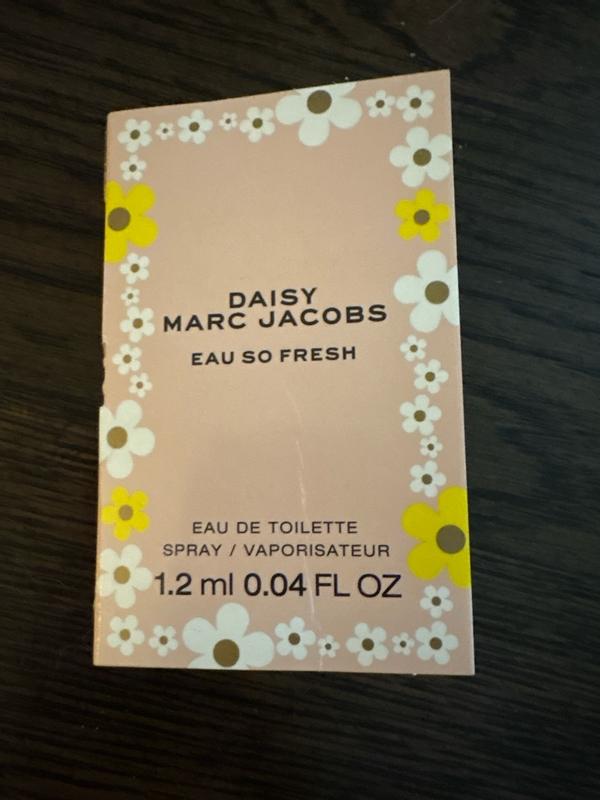 DAISY
MARC JACOBS
EAU SO FRESH
EAU DE TOILETTE
SPRAY / VAPORISATEUR
1.2 ml 0.04 FL OZ